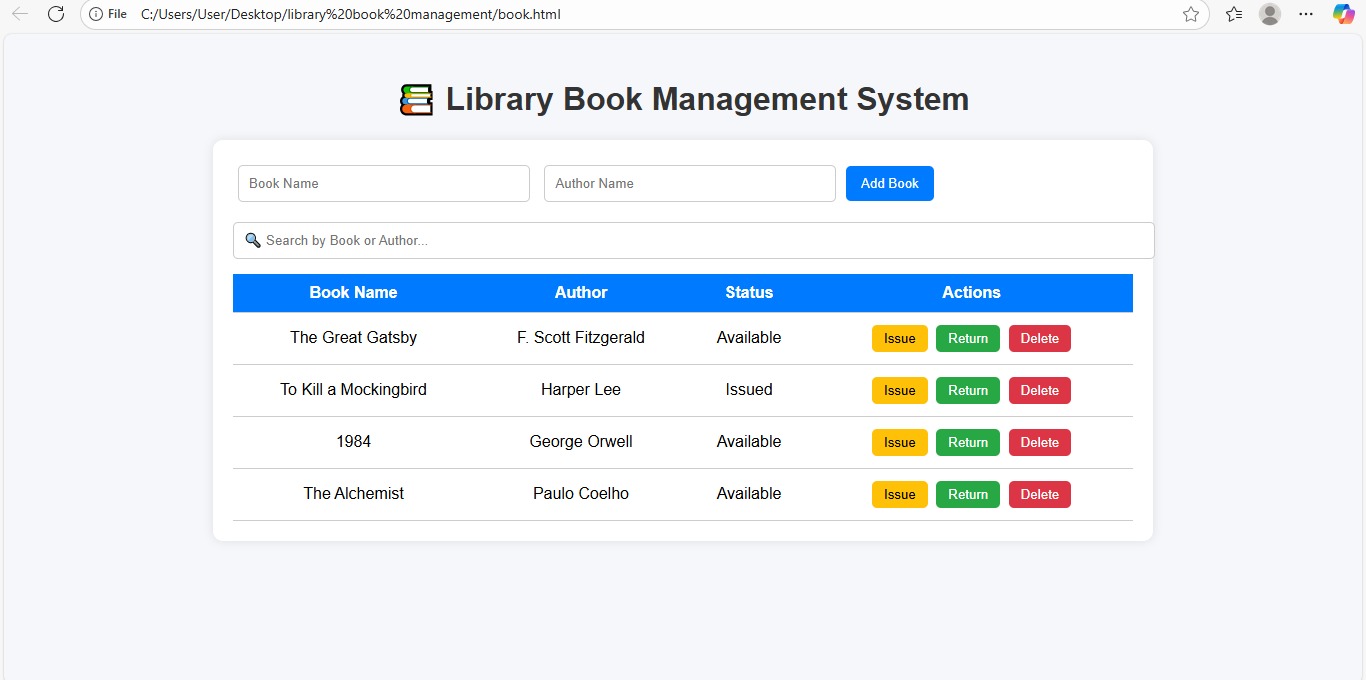 File C:/Users/User/Desktop/library%20book%20management/book.html
Library Book Management System
Book Name Author Name Add Book
Search by Book or Author...
Book Name Author Status Actions
The Great Gatsby F. Scott Fitzgerald Available Issue Return Delete
To Kill a Mockingbird Harper Lee Issued Issue Return Delete
1984 George Orwell Available Issue Return Delete
The Alchemist Paulo Coelho Available Issue Return Delete